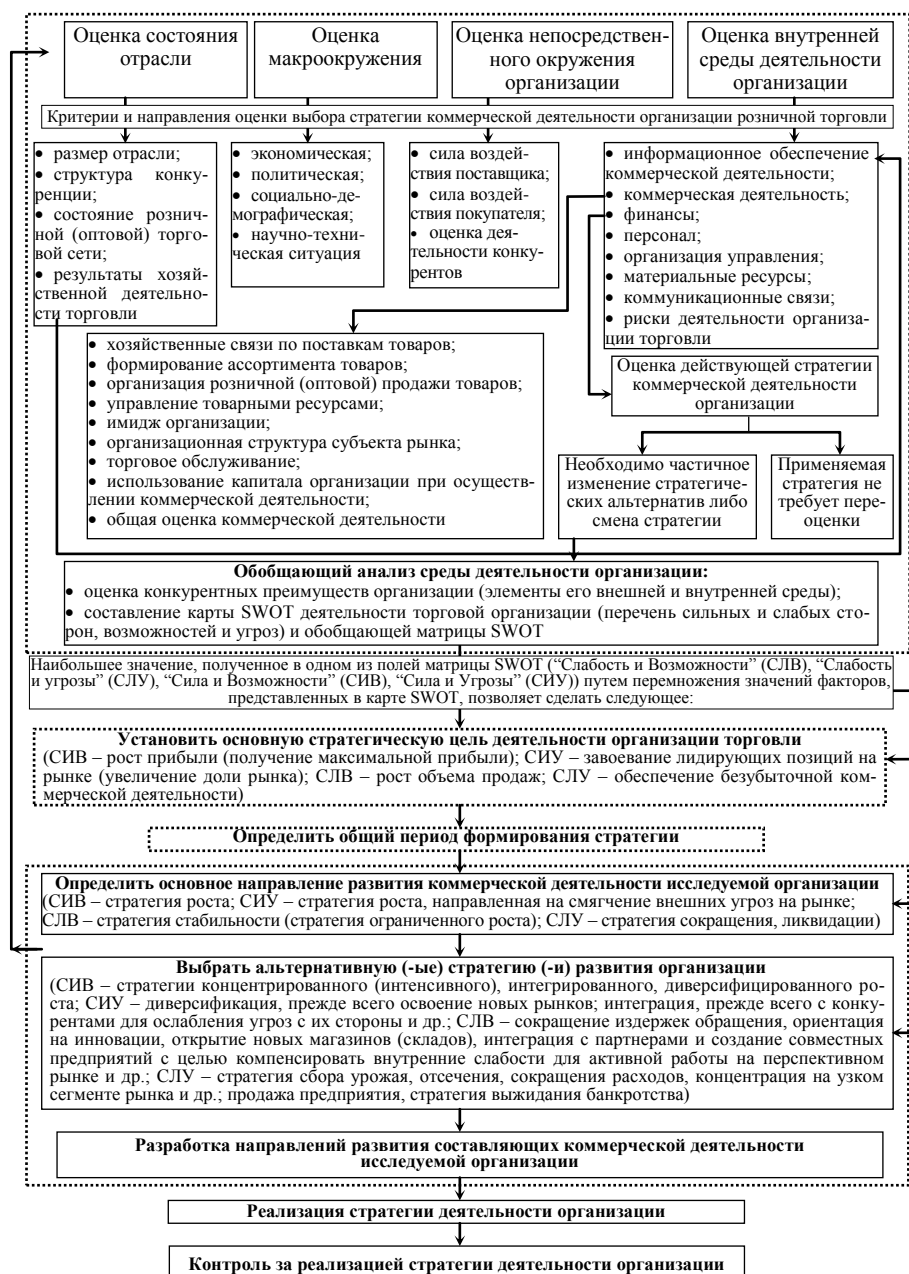 Оценка состояния
отрасли
Оценка
макроокружения
Оценка непосредствен-
ного окружения
организации
Оценка внутренней
среды деятельности
организации
Критерии и направления оценки выбора стратегии коммерческой деятельности организации розничной торговли
• размер отрасли;
• структура конку-
ренции;
• состояние рознич-
ной (оптовой) торго-
вой сети;
• результаты хозяй-
ственной деятельно-
сти торговли
• экономическая;
• политическая;
• социально-де-
мографическая;
• научно-техни-
ческая ситуация
• сила воздей-
ствия поставщика;
• сила воздей-
ствия покупателя;
• оценка дея-
тельности конку-
рентов
• информационное обеспечение
коммерческой деятельности;
• коммерческая деятельность;
• финансы;
• персонал;
• организация управления;
• материальные ресурсы;
• коммуникационные связи;
• риски деятельности организа-
ции торговли
• хозяйственные связи по поставкам товаров;
• формирование ассортимента товаров;
• организация розничной (оптовой) продажи товаров;
• управление товарными ресурсами;
• имидж организации;
• организационная структура субъекта рынка;
• торговое обслуживание;
• использование капитала организации при осущест-
влении коммерческой деятельности;
• общая оценка коммерческой деятельности
Оценка действующей стратегии
коммерческой деятельности
организации
Необходимо частичное
изменение стратеги-
ческих альтернатив либо
смена стратегии
Применяемая
стратегия не
требует пере-
оценки
Обобщающий анализ среды деятельности организации:
• оценка конкурентных преимуществ организации (элементы его внешней и внутренней среды);
• составление карты SWOT деятельности торговой организации (перечень сильных и слабых сто-
рон, возможностей и угроз) и обобщающей матрицы SWOT
Наибольшее значение, полученное в одном из полей матрицы SWOT (“Слабость и Возможности” (СЛВ), “Слабость
и угрозы” (СЛУ), “Сила и Возможности” (СИВ), “Сила и Угрозы” (СИУ)) путем перемножения значений факторов,
представленных в карте SWOT, позволяет сделать следующее:
Установить основную стратегическую цель деятельности организации торговли
(СИВ – рост прибыли (получение максимальной прибыли); СИУ – завоевание лидирующих позиций на
рынке (увеличение доли рынка); СЛВ – рост объема продаж; СЛУ – обеспечение безубыточной ком-
мерческой деятельности)
Определить общий период формирования стратегии
Определить основное направление развития коммерческой деятельности исследуемой организации
(СИВ – стратегия роста; СИУ – стратегия роста, направленная на смягчение внешних угроз на рынке;
СЛВ – стратегия стабильности (стратегия ограниченного роста); СЛУ – стратегия сокращения, ликвидации)
Выбрать альтернативную (-ые) стратегию (-и) развития организации
(СИВ – стратегии концентрированного (интенсивного), интегрированного, диверсифицированного ро-
ста; СИУ – диверсификация, прежде всего освоение новых рынков; интеграция, прежде всего с конку-
рентами для ослабления угроз с их стороны и др.; СЛВ – сокращение издержек обращения, ориентация
на инновации, открытие новых магазинов (складов), интеграция с партнерами и создание совместных
предприятий с целью компенсировать внутренние слабости для активной работы на перспективном
рынке и др.; СЛУ – стратегия сбора урожая, отсечения, сокращения расходов, концентрация на узком
сегменте рынка и др.; продажа предприятия, стратегия выжидания банкротства)
Разработка направлений развития составляющих коммерческой деятельности
исследуемой организации
Реализация стратегии деятельности организации
Контроль за реализацией стратегии деятельности организации